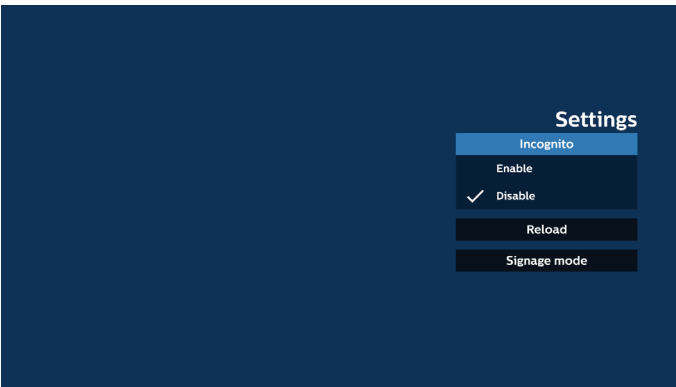 Settings
Incognito
Enable
Disable
Reload
Signage mode